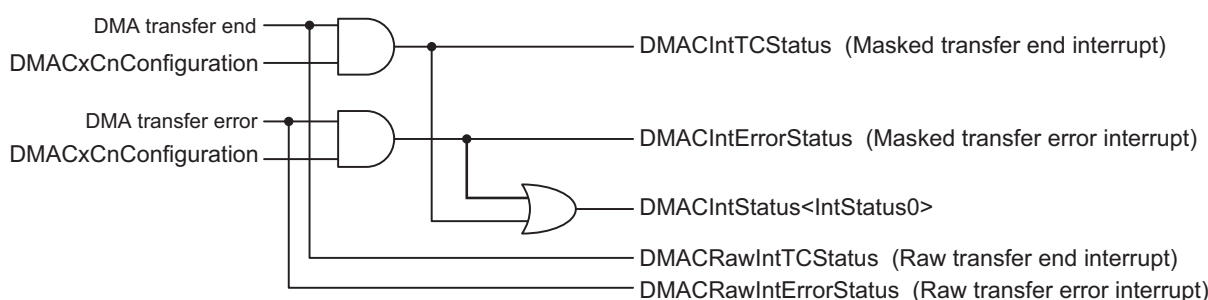 DMA transfer end
DMACIntTCStatus (Masked transfer end interrupt)
DMACxCnConfiguration
DMA transfer error
DMACIntErrorStatus (Masked transfer error interrupt)
DMACxCnConfiguration
DMACIntStatus<IntStatus0>
DMACRawIntTCStatus (Raw transfer end interrupt)
DMACRawIntErrorStatus (Raw transfer error interrupt)